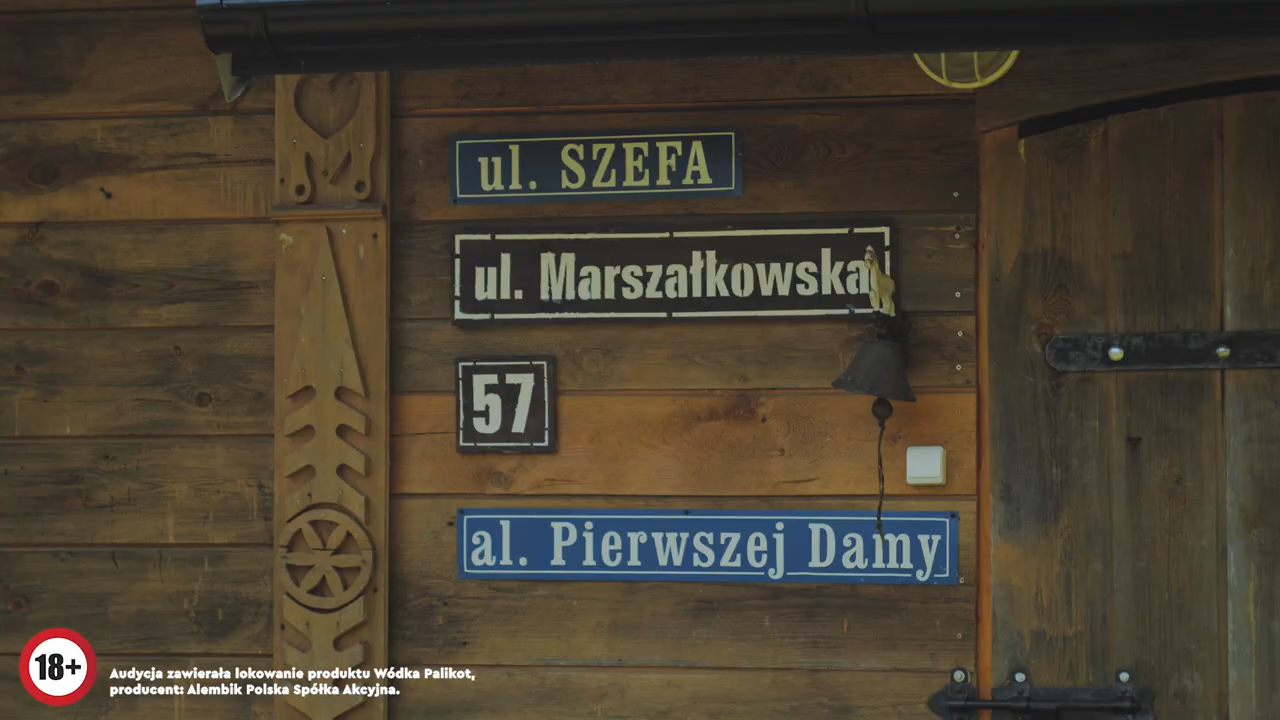 ul. SZEFA
ul. Marszałkowska
57
al. Pierwszej Damy
18+
Audycja zawierała lokowanie produktu Wódka Palikot,
producent: Alembik Polska Spółka Akcyjna.